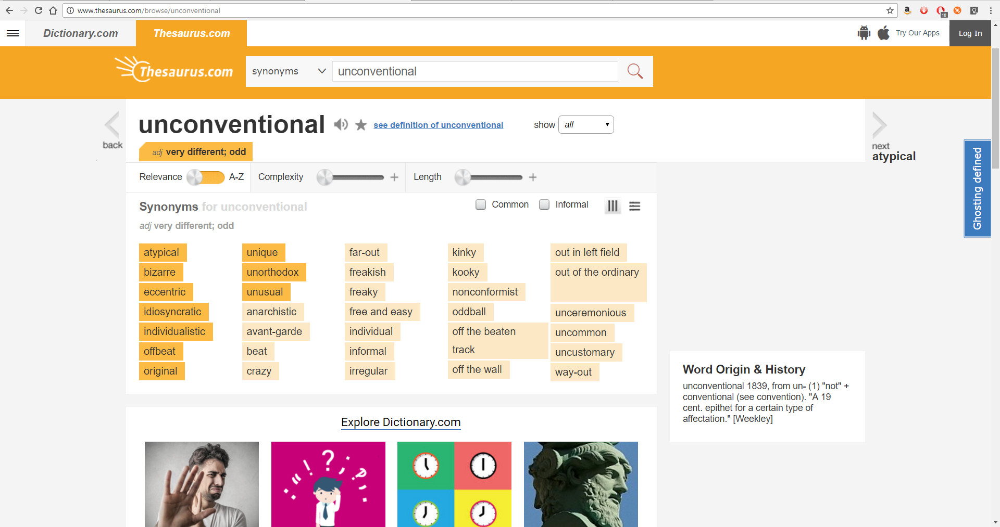 www.thesaurus.com/browse/unconventional
10
Dictionary.com
Thesaurus.com
Try Our Apps
Log In
Thesaurus.com
synonyms
unconventional
back
unconventional
see definition of unconventional
show
all
next
atypical
adj very different; odd
Ghosting defined
Relevance
A-Z
Complexity
+
Length
+
Synonyms for unconventional
Common
Informal
adj very different; odd
atypical
bizarre
eccentric
idiosyncratic
individualistic
offbeat
original
unique
unorthodox
unusual
anarchistic
avant-garde
beat
crazy
far-out
freakish
freaky
free and easy
individual
informal
irregular
kinky
kooky
nonconformist
oddball
off the beaten
track
off the wall
out in left field
out of the ordinary
unceremonious
uncommon
uncustomary
way-out
Word Origin & History
unconventional 1839, from un- (1) "not" +
conventional (see convention). "A 19
cent. epithet for a certain type of
affectation." [Weekley]
Explore Dictionary.com